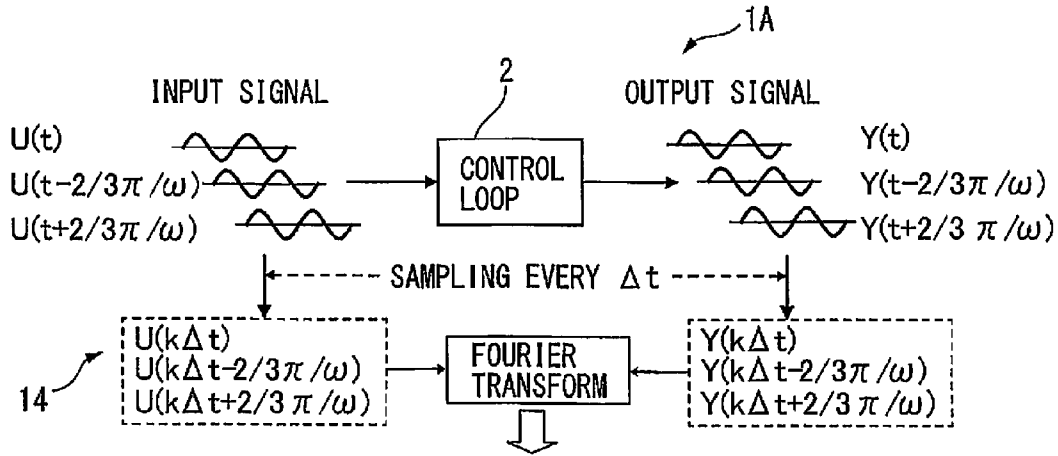 1A
2
INPUT SIGNAL
OUTPUT SIGNAL
U(t)
U(t-2/3π/ω)
U(t+2/3π/ω)
CONTROL
LOOP
Y(t)
Y(t-2/3π/ω)
Y(t+2/3 π/ω)
SAMPLING EVERY Δt
U(kΔt)
U(kΔt-2/3π/ω)
U(kΔt+2/3π/ω)
FOURIER
TRANSFORM
Y(kΔt)
Y(kΔt-2/3π/ω)
Y(kΔt+2/3π/ω)
14